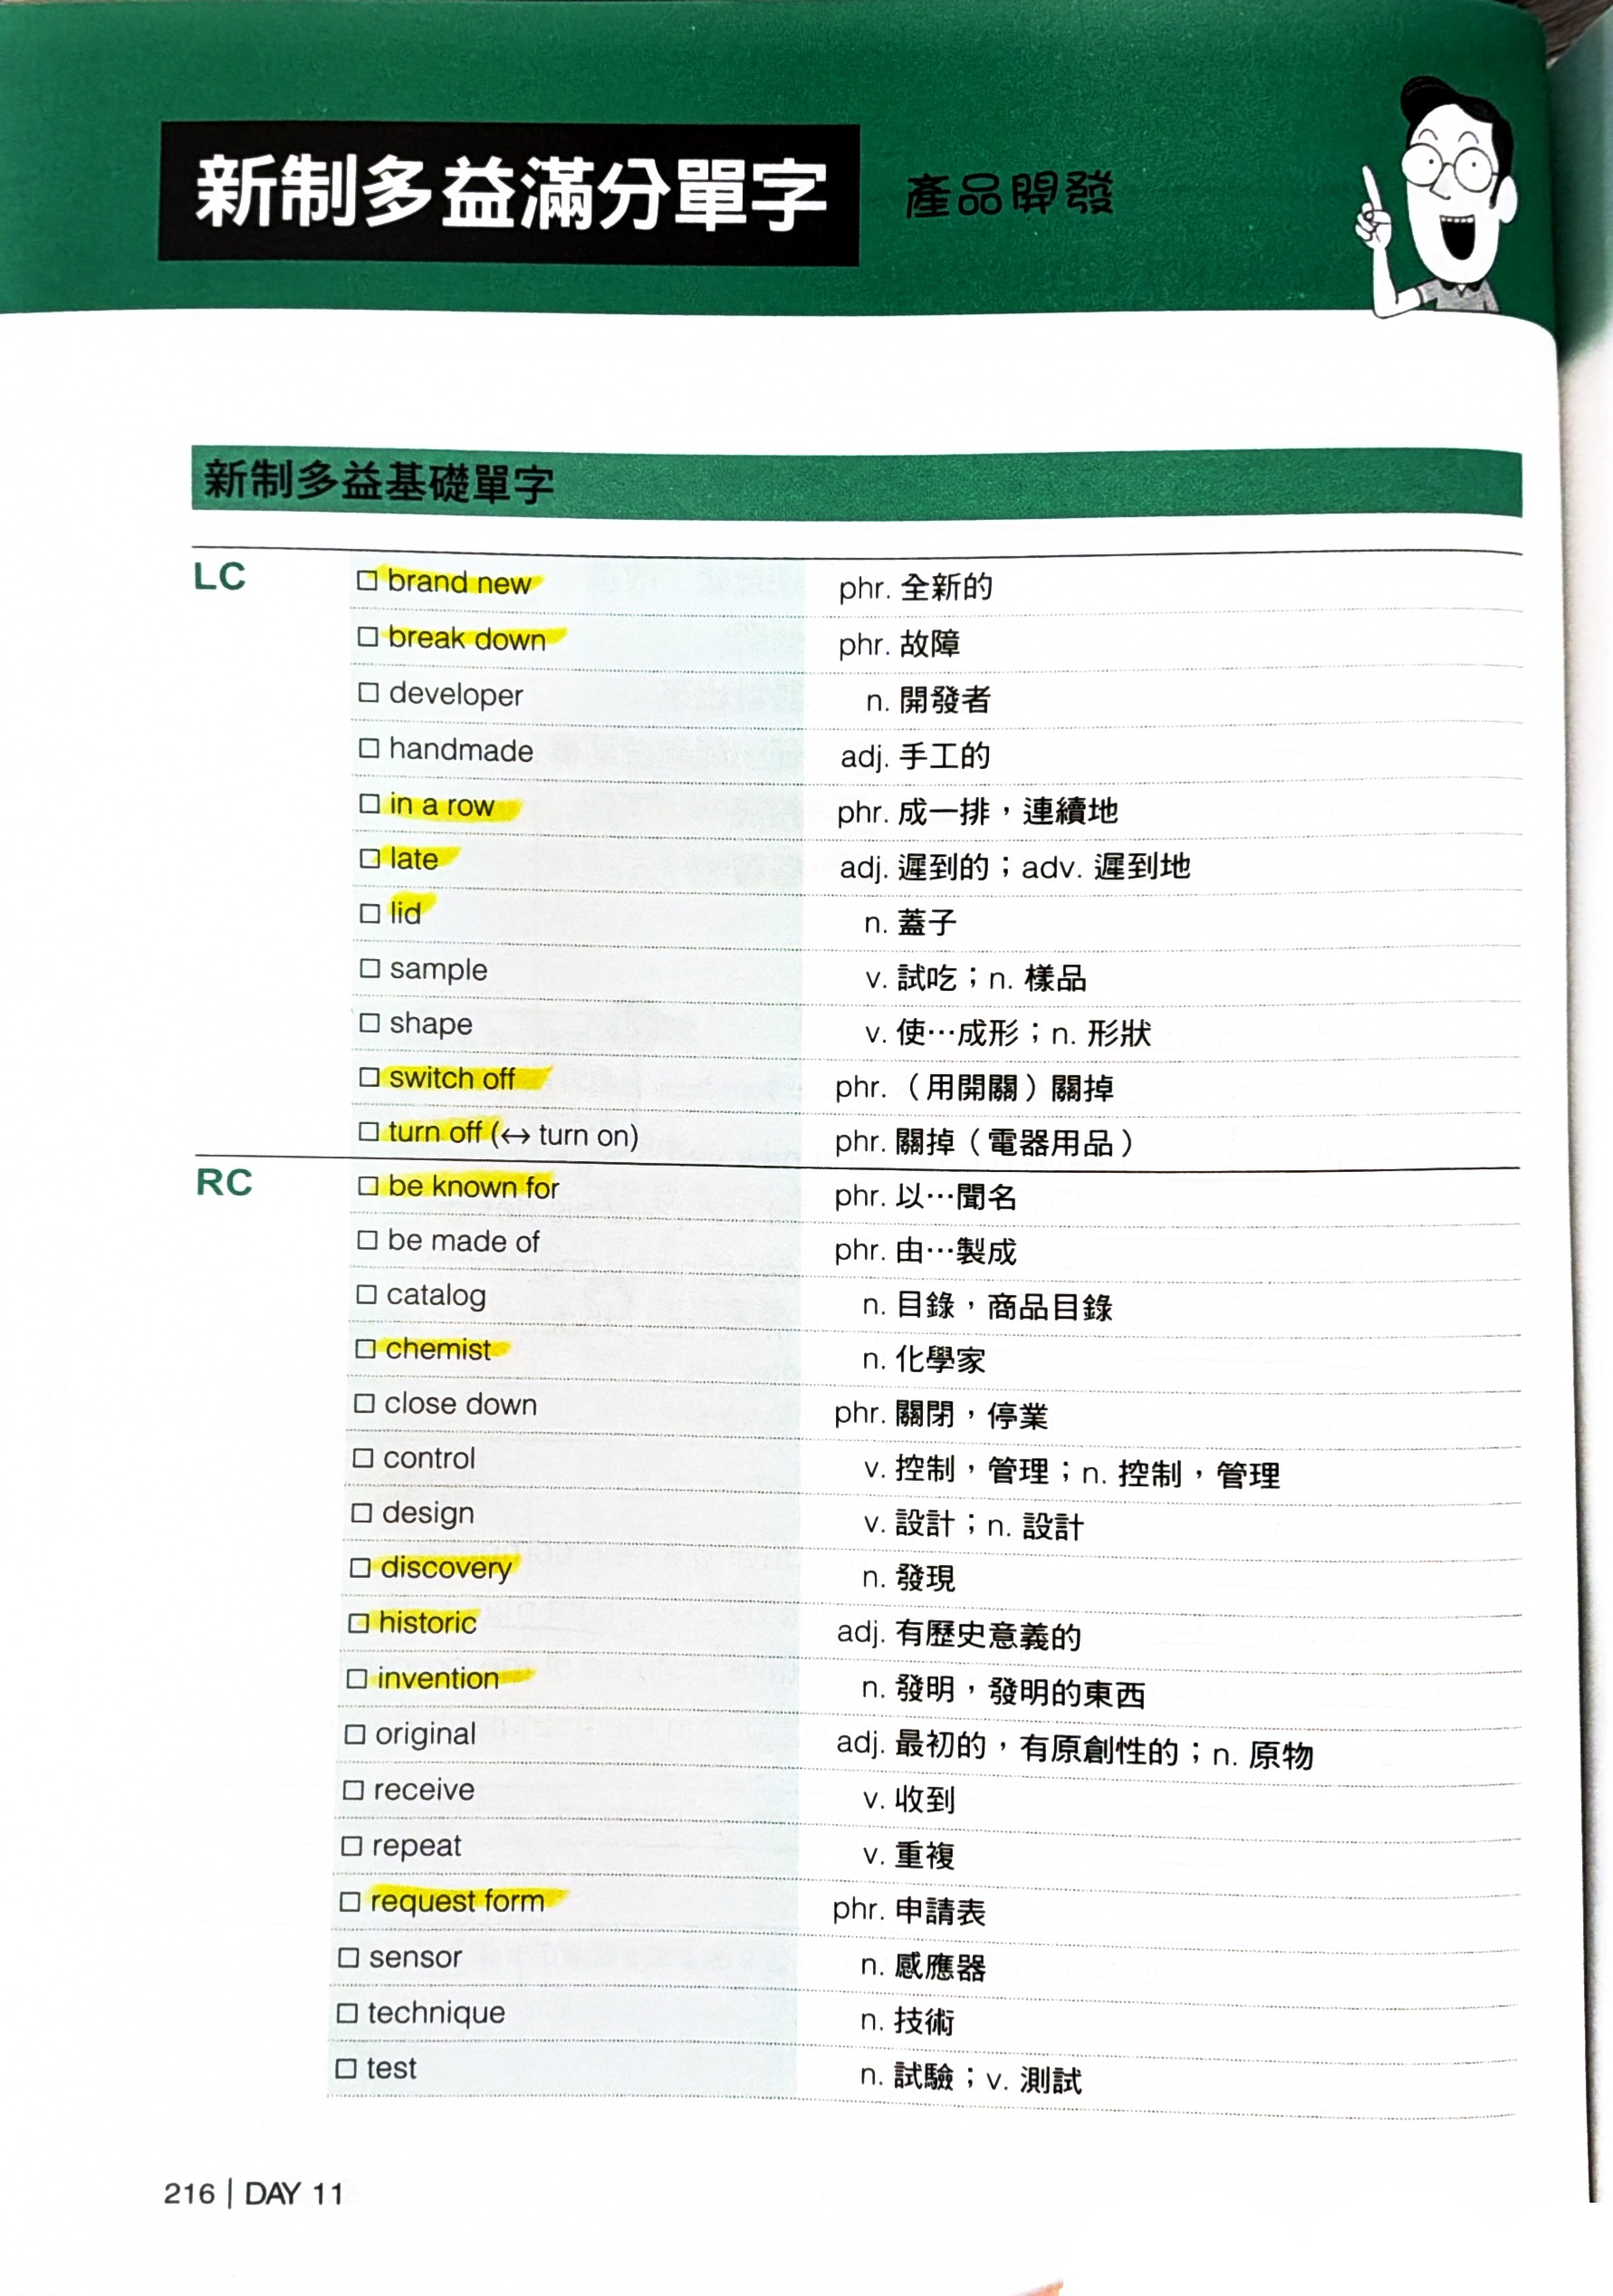 新制多益滿分單字 產品開發
新制多益基礎單字
LC □ brand new phr. 全新的
□ break down phr. 故障
□ developer n. 開發者
□ handmade adj. 手工的
□ in a row phr. 成一排，連續地
□ late adj. 遲到的；adv. 遲到地
□ lid n. 蓋子
□ sample v. 試吃；n. 樣品
□ shape v. 使…成形；n. 形狀
□ switch off phr.（用開關）關掉
□ turn off (↔ turn on) phr. 關掉（電器用品）
RC □ be known for phr. 以…聞名
□ be made of phr. 由…製成
□ catalog n. 目錄，商品目錄
□ chemist n. 化學家
□ close down phr. 關閉，停業
□ control v. 控制，管理；n. 控制，管理
□ design v. 設計；n. 設計
□ discovery n. 發現
□ historic adj. 有歷史意義的
□ invention n. 發明，發明的東西
□ original adj. 最初的，有原創性的；n. 原物
□ receive v. 收到
□ repeat v. 重複
□ request form phr. 申請表
□ sensor n. 感應器
□ technique n. 技術
□ test n. 試驗；v. 測試
216 | DAY 11